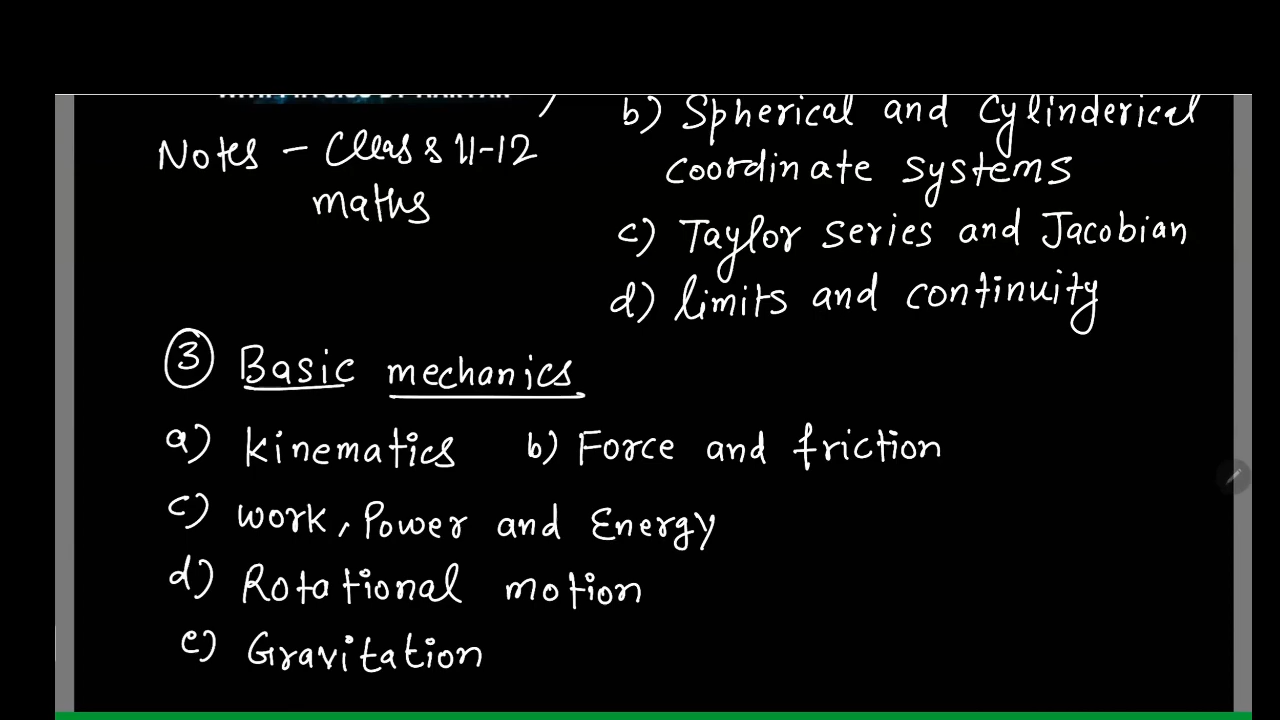 b) Spherical and Cylinderical
coordinate systems
c) Taylor series and Jacobian
d) limits and continuity
Notes - Class 11-12
maths
③ Basic mechanics
a) kinematics b) Force and friction
c) work, Power and Energy
d) Rotational motion
e) Gravitation